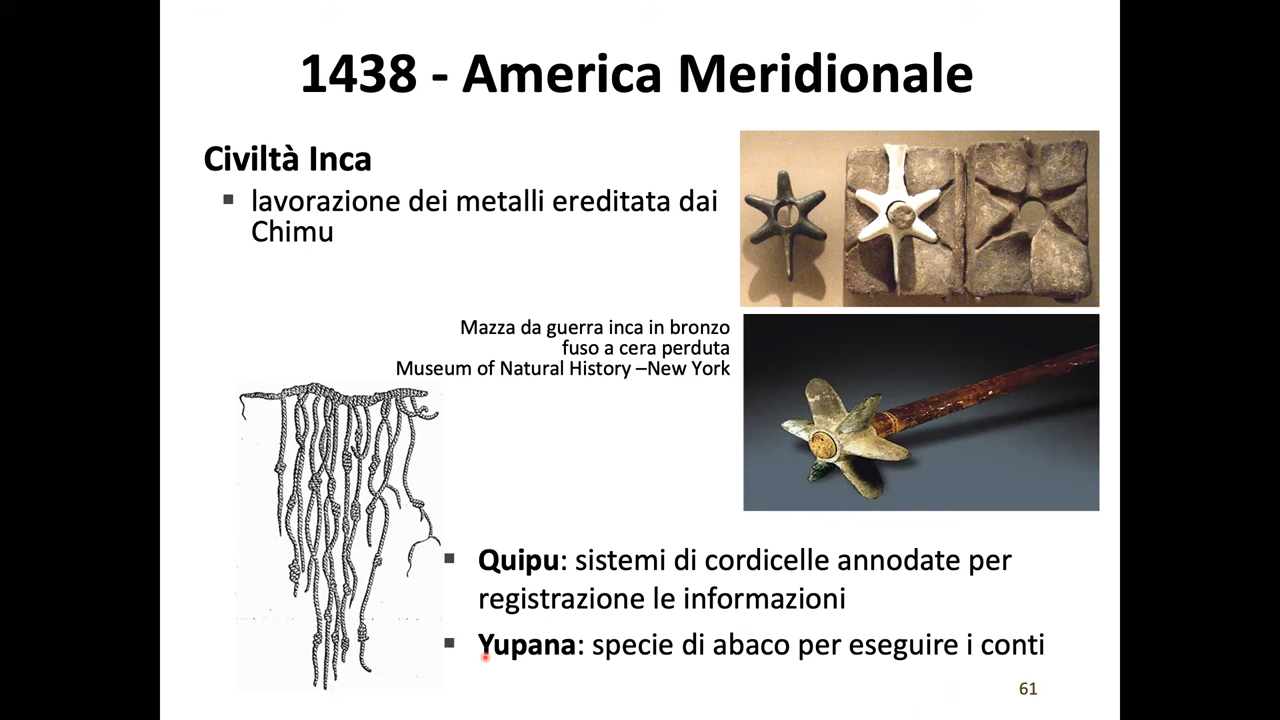 1438 - America Meridionale
Civiltà Inca
lavorazione dei metalli ereditata dai
Chimu
Mazza da guerra inca in bronzo
fuso a cera perduta
Museum of Natural History –New York
Quipu: sistemi di cordicelle annodate per
registrazione le informazioni
Yupana: specie di abaco per eseguire i conti
61